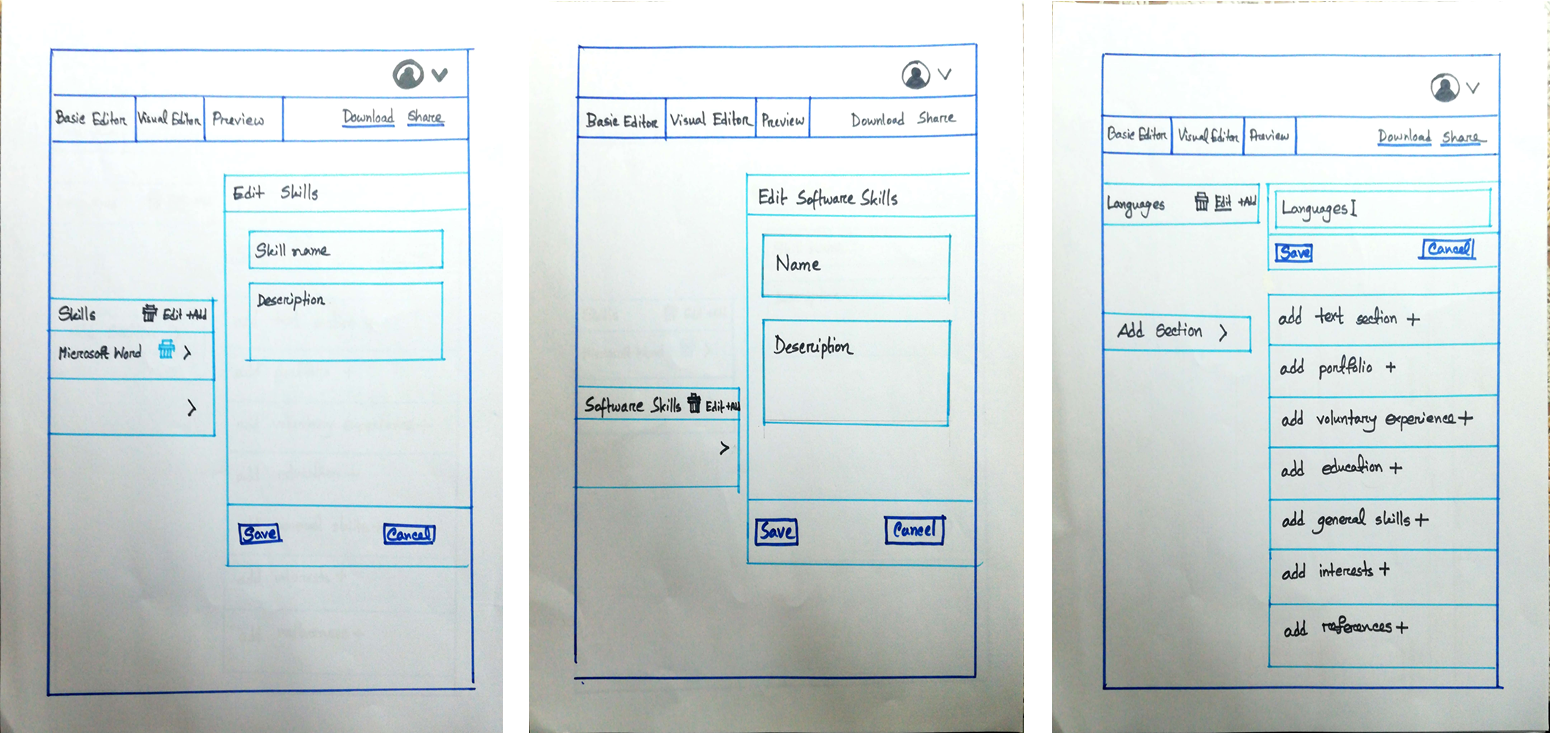 Basic Editor Visual Editor Preview Download Share
Edit Skills
Skill name
Description
Skills Edit +Add
Microsoft Word
Save Cancel
Basic Editor Visual Editor Preview Download Share
Edit Software Skills
Name
Description
Software Skills Edit +Add
Save Cancel
Basic Editor Visual Editor Preview Download Share
Languages Edit +Add
Languages
Save Cancel
Add Section >
add text section +
add portfolio +
add voluntary experience +
add education +
add general skills +
add interests +
add references +